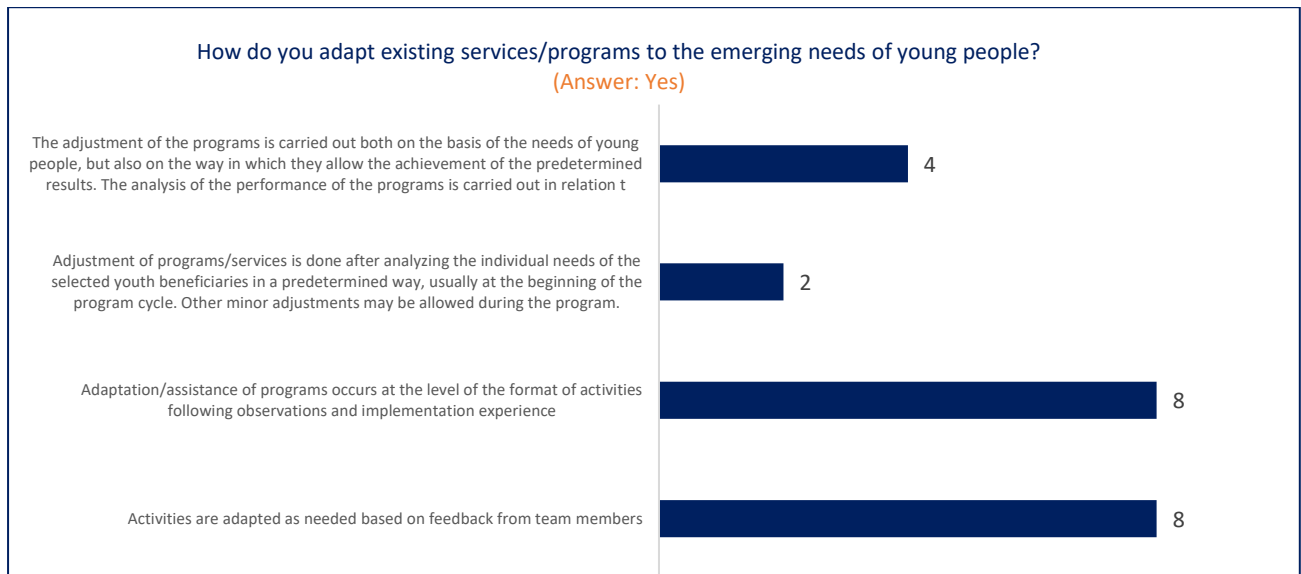 How do you adapt existing services/programs to the emerging needs of young people?
(Answer: Yes)
The adjustment of the programs is carried out both on the basis of the needs of young
people, but also on the way in which they allow the achievement of the predetermined
results. The analysis of the performance of the programs is carried out in relation t
4
Adjustment of programs/services is done after analyzing the individual needs of the
selected youth beneficiaries in a predetermined way, usually at the beginning of the
program cycle. Other minor adjustments may be allowed during the program.
2
Adaptation/assistance of programs occurs at the level of the format of activities
following observations and implementation experience
8
Activities are adapted as needed based on feedback from team members
8